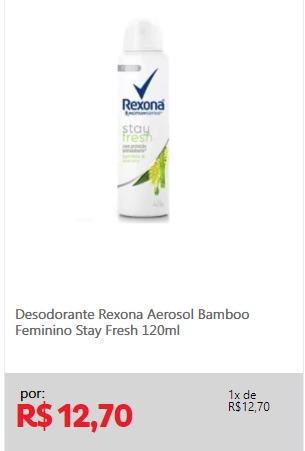 Rexona
stay
fresh
Desodorante Rexona Aerosol Bamboo
Feminino Stay Fresh 120ml
por:
R$ 12,70
1x de
R$12,70